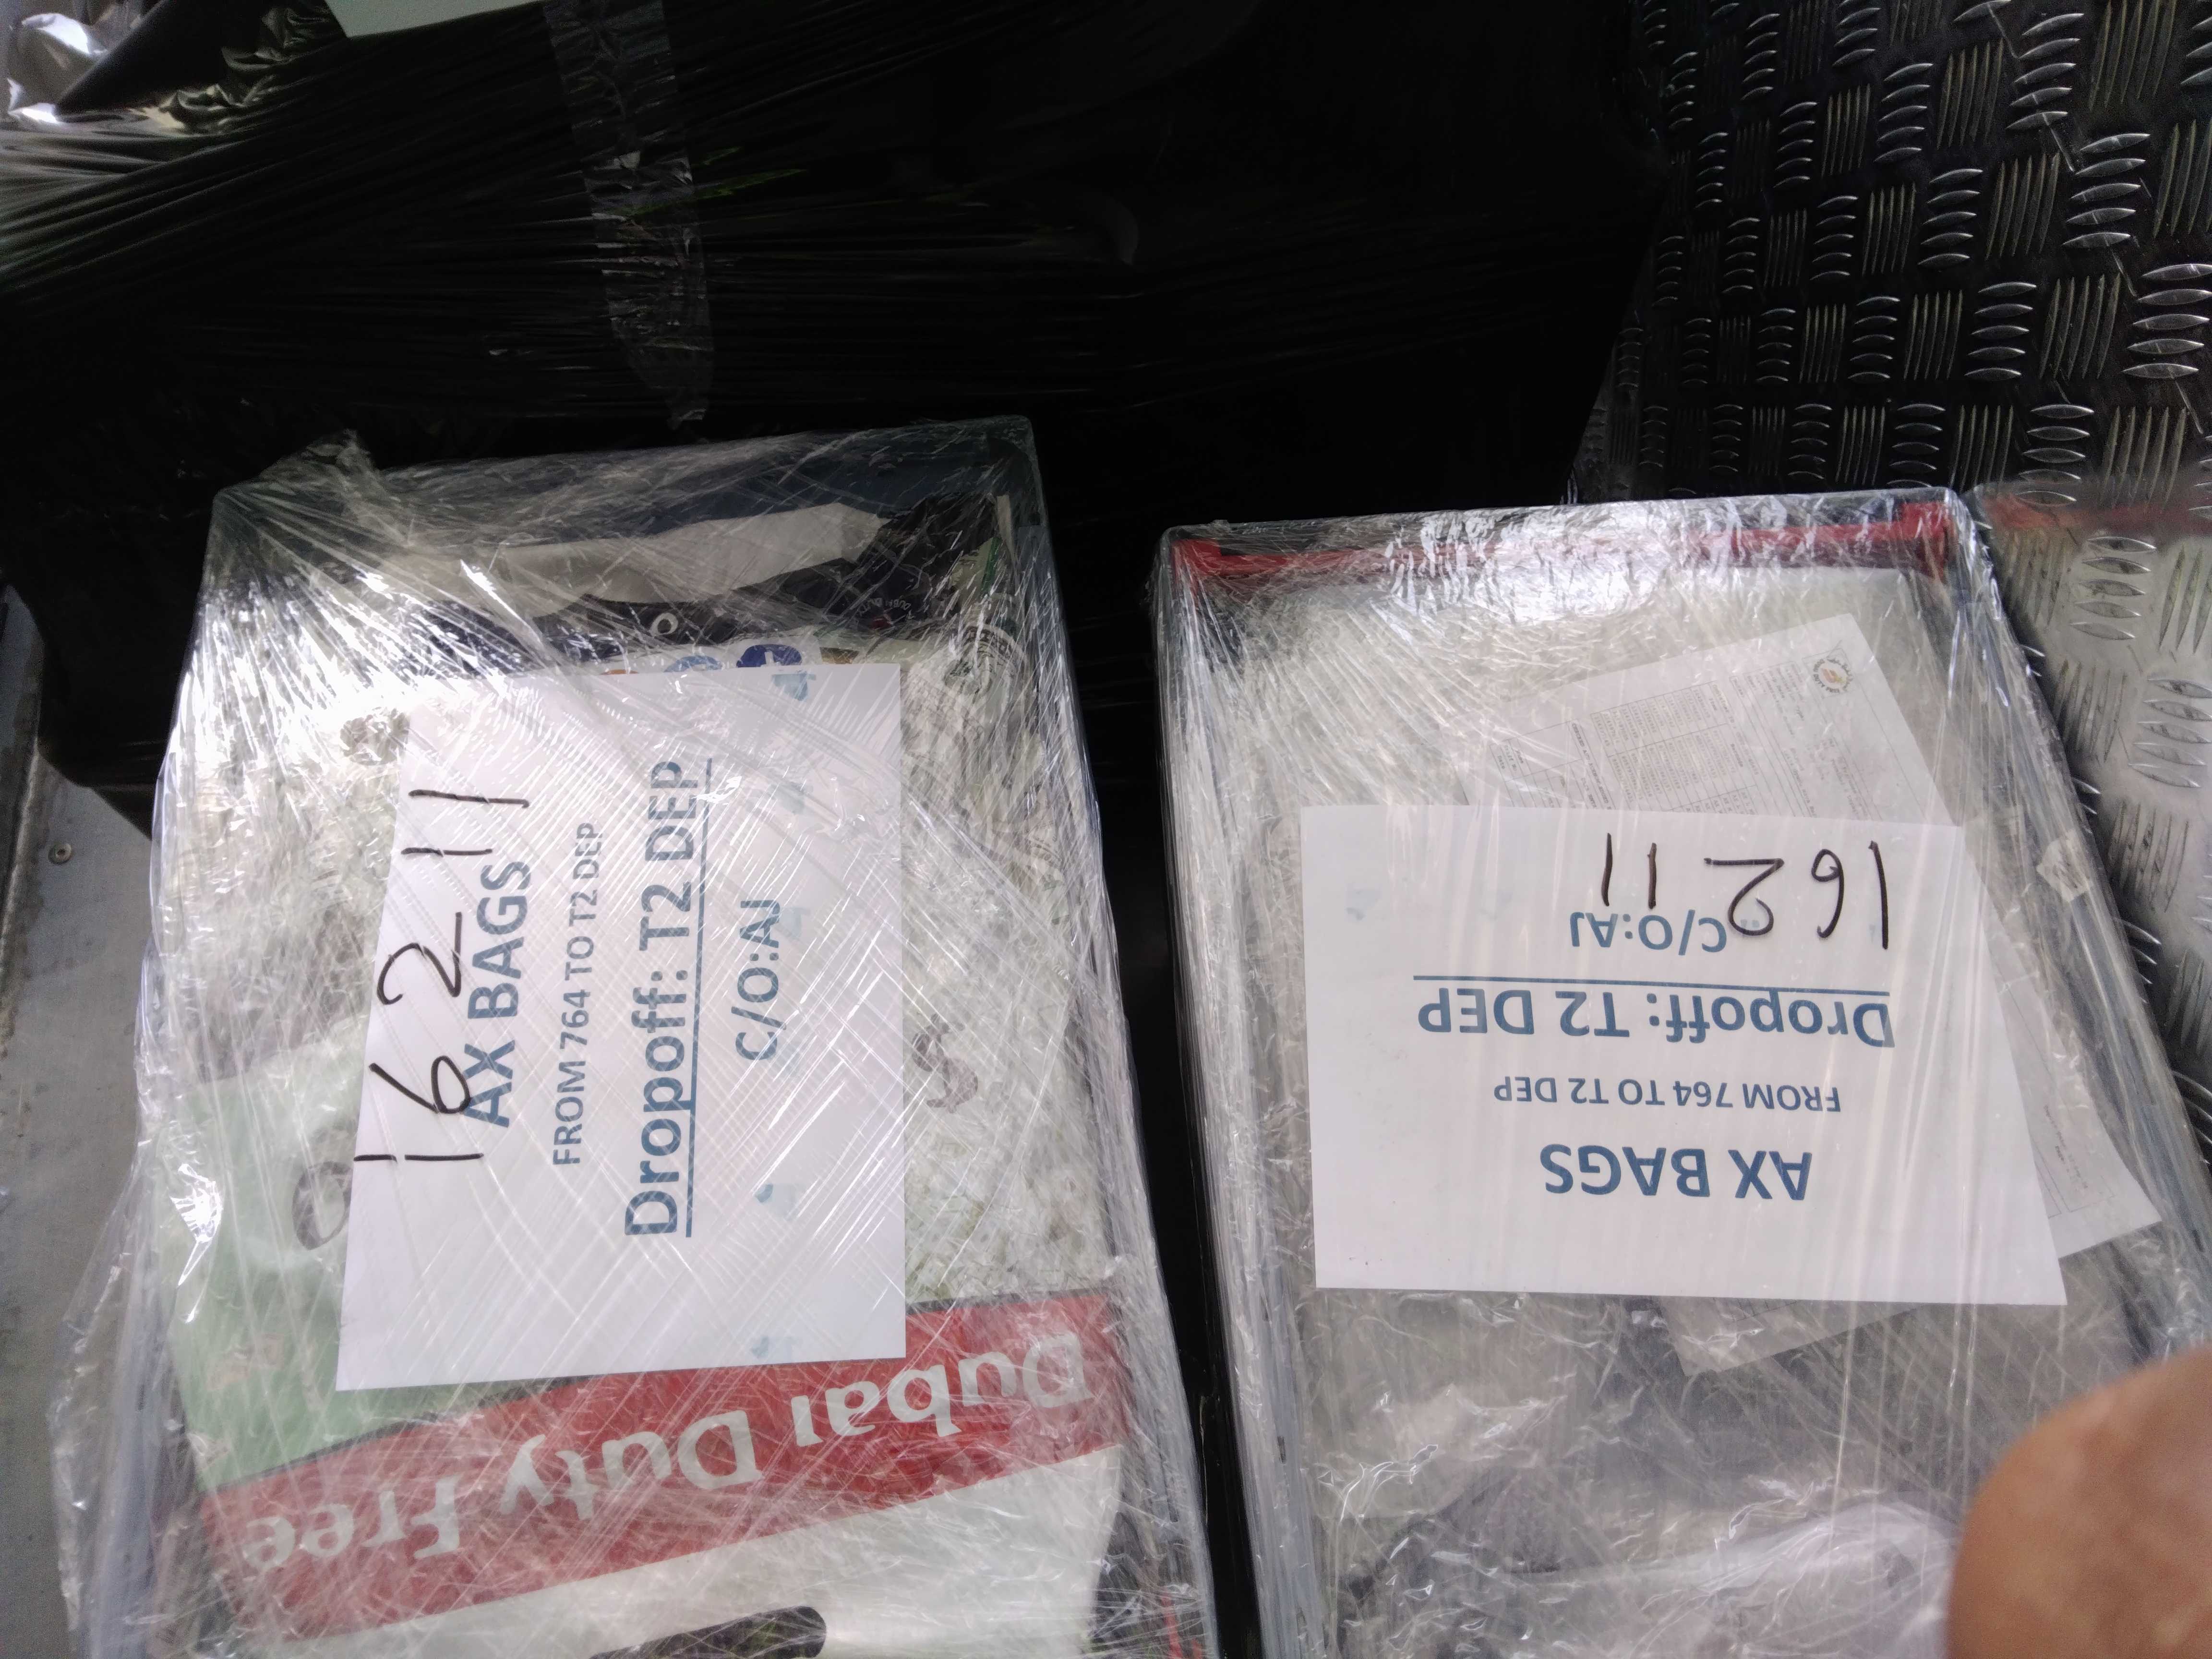 16211
AX BAGS
FROM 764 TO T2 DEP
Dropoff: T2 DEP
C/O:AJ
Dubai Duty Free
AX BAGS
FROM 764 TO T2 DEP
Dropoff: T2 DEP
C/O:AJ
16211